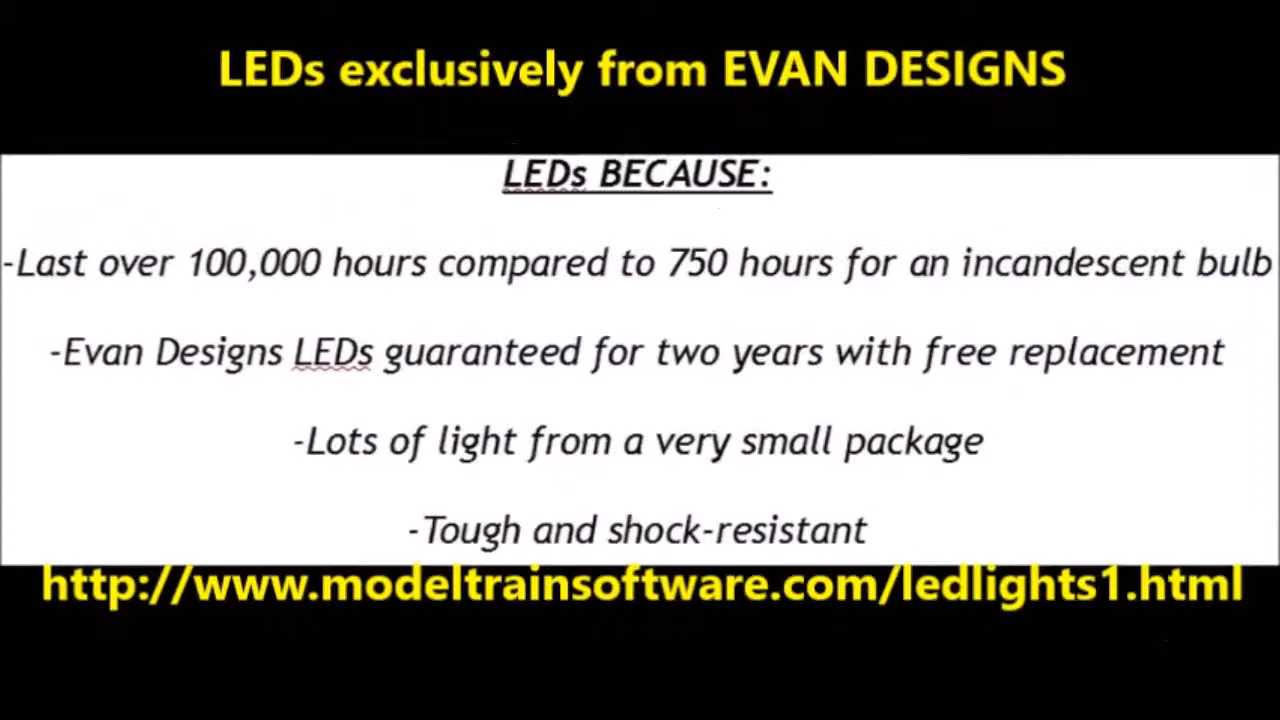 LEDs exclusively from EVAN DESIGNS
LEDs BECAUSE:
-Last over 100,000 hours compared to 750 hours for an incandescent bulb
-Evan Designs LEDs guaranteed for two years with free replacement
-Lots of light from a very small package
-Tough and shock-resistant
http://www.modeltrainsoftware.com/ledlights1.html